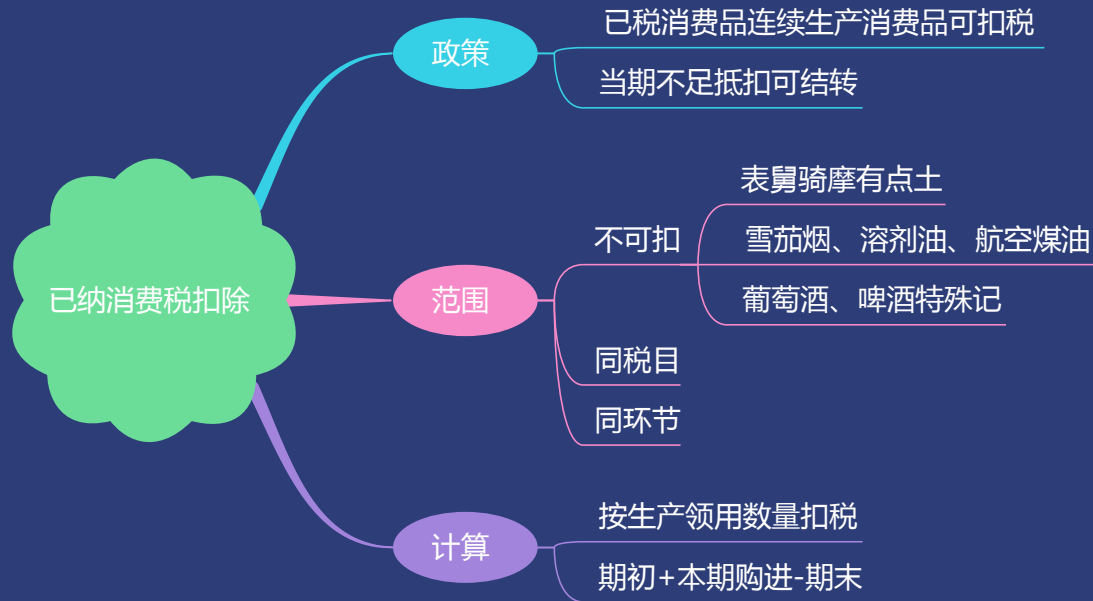 已纳消费税扣除
政策
已税消费品连续生产消费品可扣税
当期不足抵扣可结转
范围
不可扣
表舅骑摩有点土
雪茄烟、溶剂油、航空煤油
葡萄酒、啤酒特殊记
同税目
同环节
计算
按生产领用数量扣税
期初+本期购进-期末